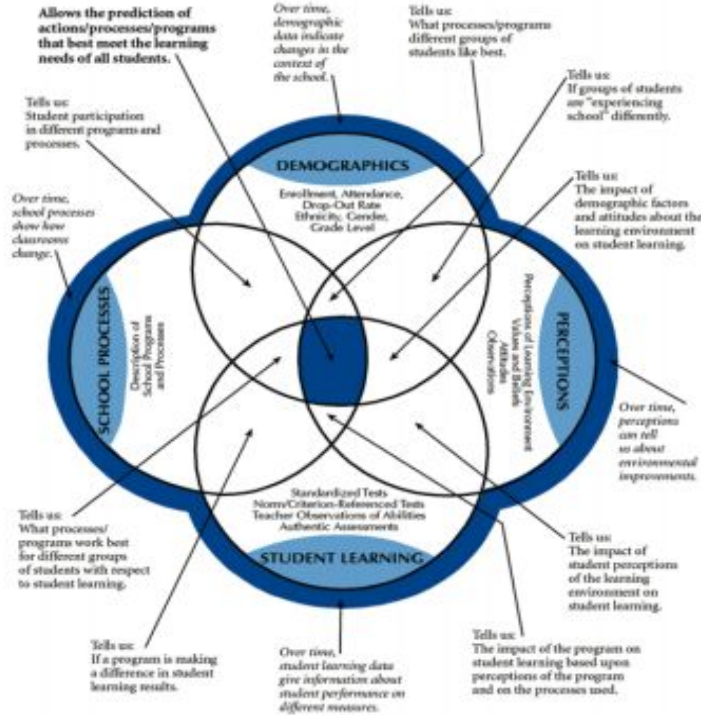 Allows the prediction of
actions/processes/programs
that best meet the learning
needs of all students.
Over time,
demographic
data indicate
changes in the
context of
the school.
Tells us:
What processes/programs
different groups of
students like best.
Tells us:
If groups of students
are "experiencing
school" differently.
Tells us:
Student participation
in different programs and
processes.
Tells us:
The impact of
demographic factors
and attitudes about the
learning environment
on student learning.
Over time,
school processes
show how
classrooms
change.
DEMOGRAPHICS
Enrollment, Attendance,
Drop-Out Rate
Ethnicity, Gender,
Grade Level
SCHOOL PROCESSES
Description of
School Programs
and Processes
PERCEPTIONS
Perceptions of Learning Environment
Values and Beliefs
Attitudes
Observations
Over time,
perceptions
can tell
us about
environmental
improvements.
Standardized Tests
Norm/Criterion-Referenced Tests
Teacher Observations of Abilities
Authentic Assessments
STUDENT LEARNING
Tells us:
What processes/
programs work best
for different groups
of students with respect
to student learning.
Tells us:
The impact of
student perceptions
of the learning
environment on
student learning.
Tells us:
If a program is making
a difference in student
learning results.
Over time,
student learning data
give information about
student performance on
different measures.
Tells us:
The impact of the program on
student learning based upon
perceptions of the program
and on the processes used.